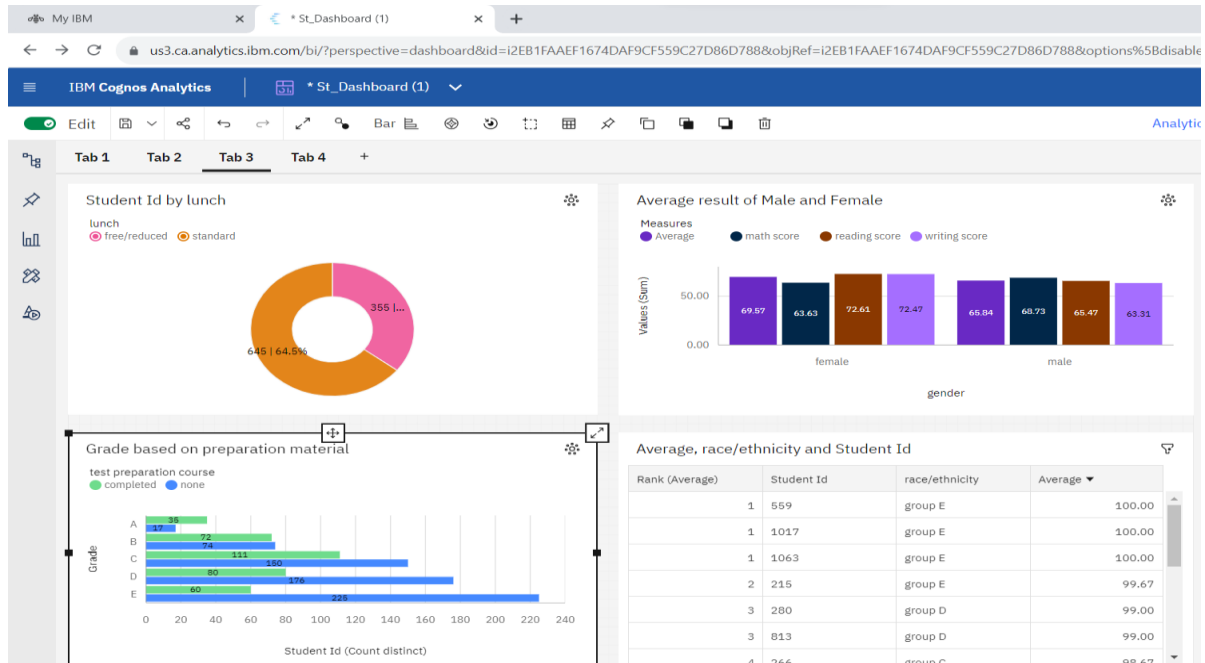 My IBM
* St_Dashboard (1)
us3.ca.analytics.ibm.com/bi/?perspective=dashboard&id=i2EB1FAAEF1674DAF9CF559C27D86D788&objRef=i2EB1FAAEF1674DAF9CF559C27D86D788&options%5Bdisable
IBM Cognos Analytics
* St_Dashboard (1)
Edit
Bar
Analytic
Tab 1 Tab 2 Tab 3 Tab 4 +
Student Id by lunch
lunch
free/reduced standard
355 |...
645 | 64.5%
Average result of Male and Female
Measures
Average math score reading score writing score
Values (Sum)
50.00
0.00
69.57 63.63 72.61 72.47 65.84 68.73 65.47 63.31
female male
gender
Grade based on preparation material
test preparation course
completed none
Grade
A 35
17
B 72
74
C 111
150
D 80
176
E 60
225
0 20 40 60 80 100 120 140 160 180 200 220 240
Student Id (Count distinct)
Average, race/ethnicity and Student Id
Rank (Average) Student Id race/ethnicity Average
1 559 group E 100.00
1 1017 group E 100.00
1 1063 group E 100.00
2 215 group E 99.67
3 280 group D 99.00
3 813 group D 99.00
4 266 group C 98.67